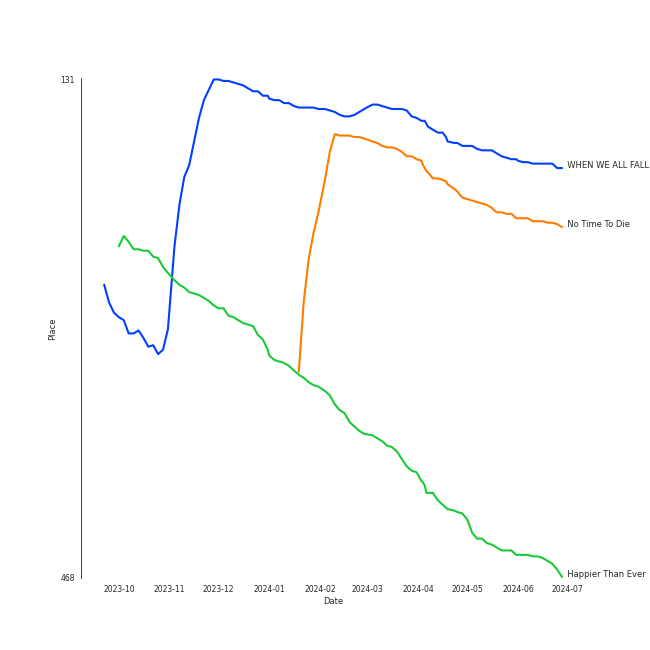 131
WHEN WE ALL FALL
No Time To Die
Place
Happier Than Ever
468
2023-10 2023-11 2023-12 2024-01 2024-02 2024-03 2024-04 2024-05 2024-06 2024-07
Date